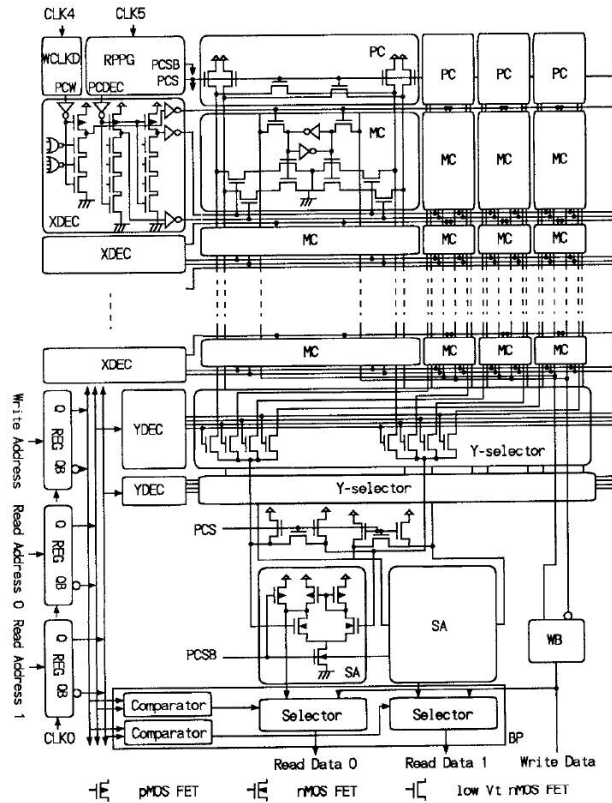 CLK4 CLK5
WCLKD RPPG PCSB PC PC PC PC
PCS
PCW PCDEC
MC MC MC MC
XDEC
XDEC MC MC MC MC
XDEC MC MC MC MC
Write Address Read Address 0 Read Address 1
Q REG QB
Q REG QB
Q REG QB
YDEC
Y-selector
YDEC Y-selector
PCS
SA
WB
PCSB
SA
Comparator Selector Selector
Comparator BP
CLK0 Read Data 0 Read Data 1 Write Data
pMOS FET nMOS FET low Vt nMOS FET